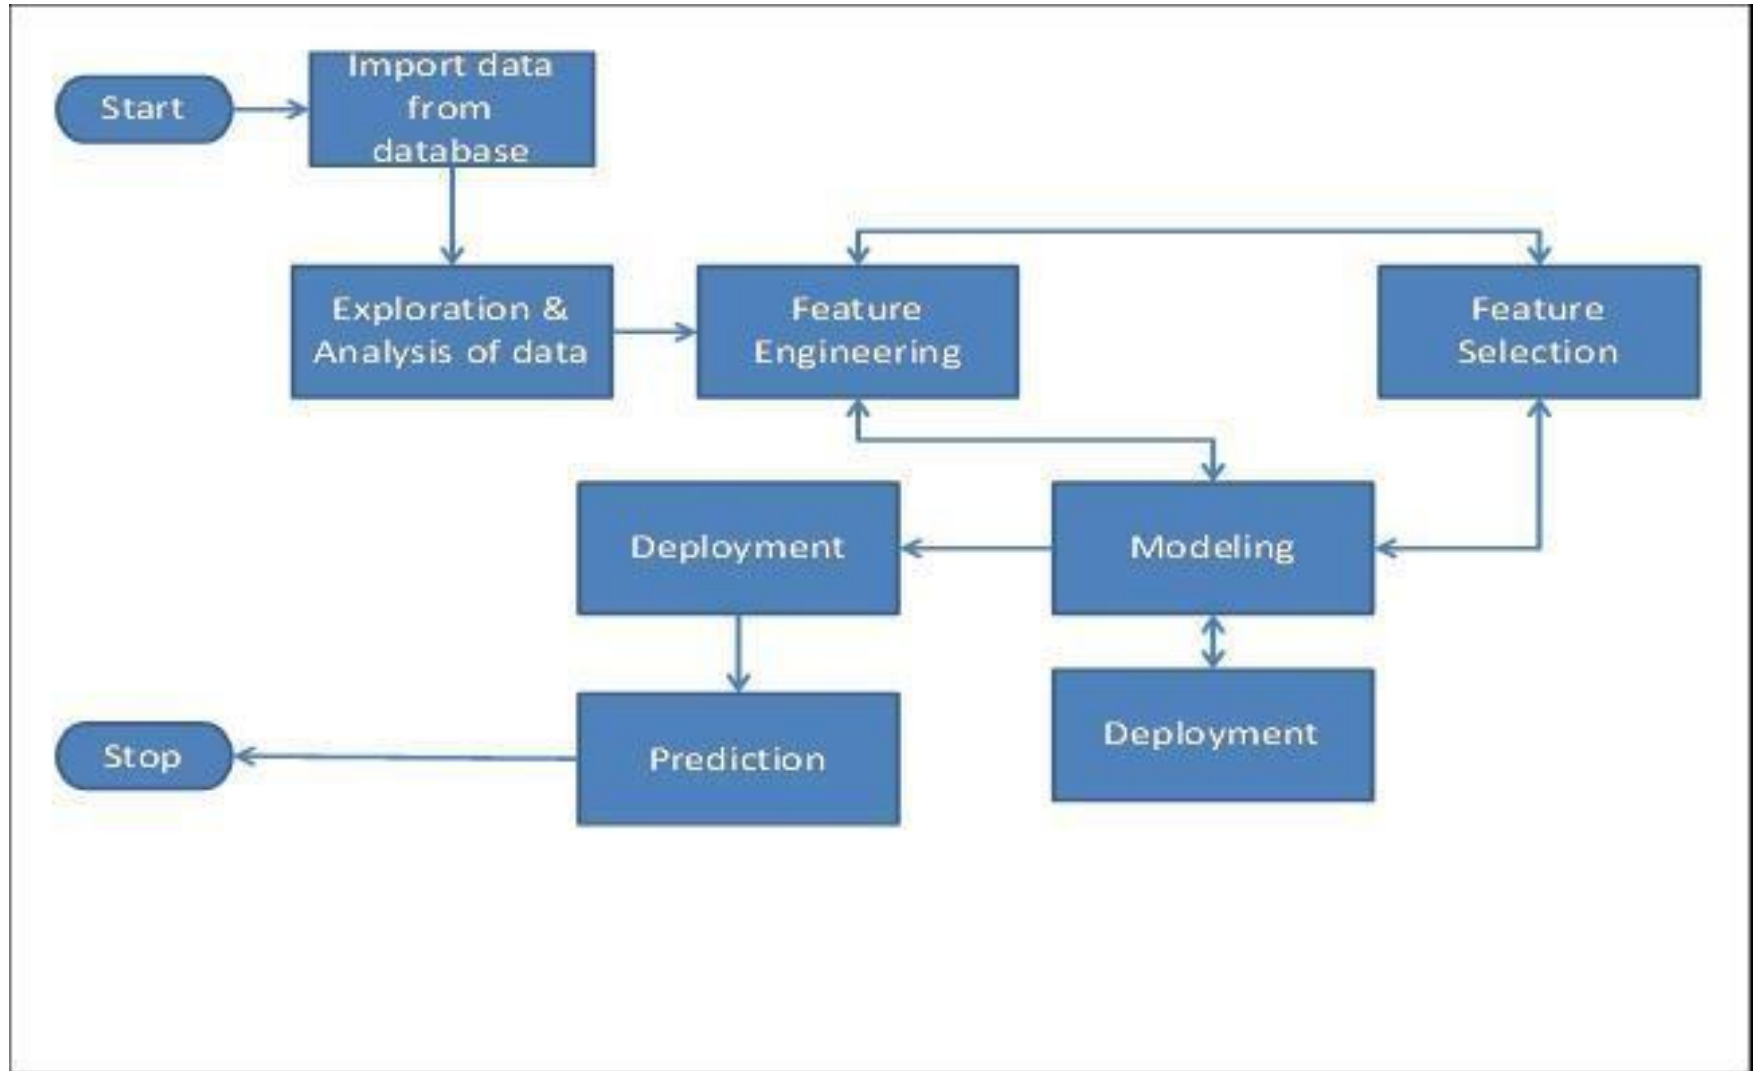 Start
Import data
from
database
Exploration &
Analysis of data
Feature
Engineering
Feature
Selection
Deployment
Modeling
Deployment
Prediction
Stop